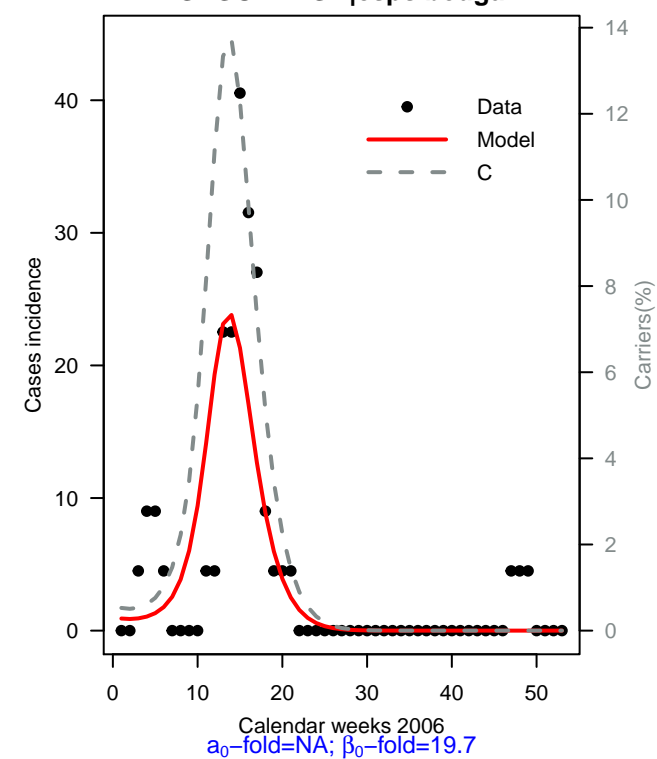 Data
Model
C
Cases incidence
40
30
20
10
0
14
12
10
8
6
4
2
0
Carriers(%)
0 10 20 30 40 50
Calendar weeks 2006
a₀−fold=NA; β₀−fold=19.7